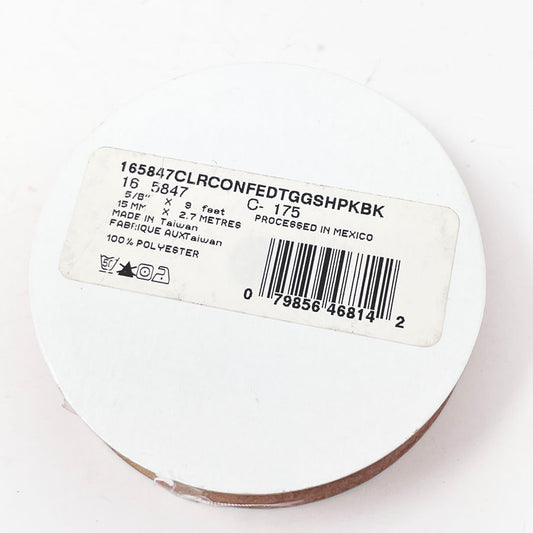 165847CLRCONFEDTGGSHPKBK
16 5847 C- 175
5/8" X 9 feet PROCESSED IN MEXICO
15 MM X 2.7 METRES
MADE IN Taiwan
FABRIQUE AUXTaiwan
100% POLYESTER
50
0 79856 46814 2